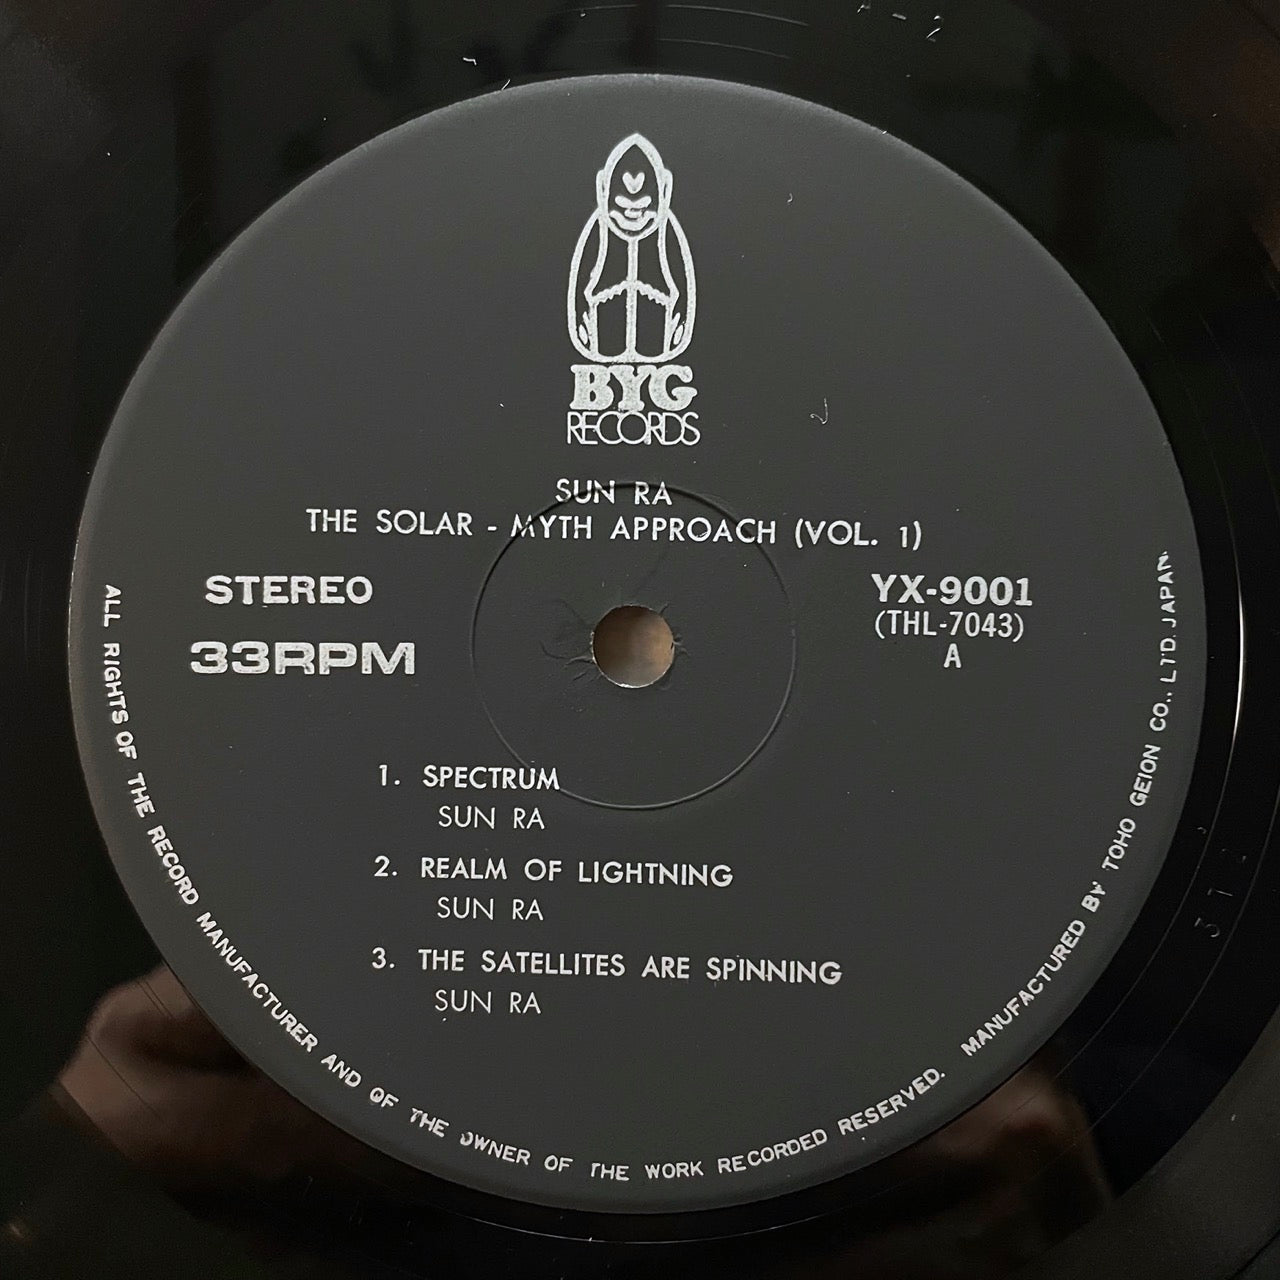 BYG
RECORDS
SUN RA
THE SOLAR - MYTH APPROACH (VOL. 1)
STEREO
33RPM
YX-9001
(THL-7043)
A
1. SPECTRUM
SUN RA
2. REALM OF LIGHTNING
SUN RA
3. THE SATELLITES ARE SPINNING
SUN RA
ALL RIGHTS OF THE RECORD MANUFACTURER AND OF THE OWNER OF THE WORK RECORDED RESERVED. MANUFACTURED BY TOHO GEION CO., LTD. JAPAN.